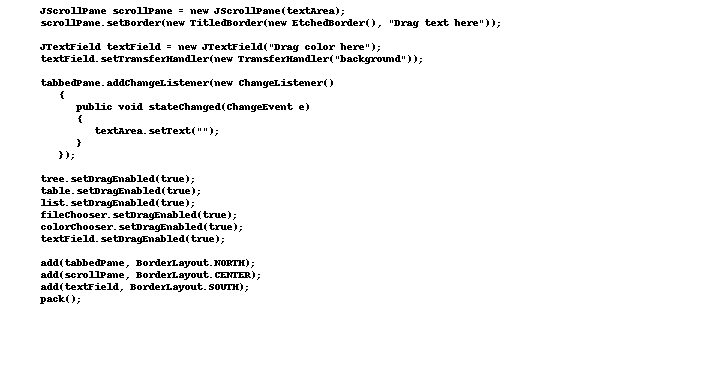 JScrollPane scrollPane = new JScrollPane(textArea);
scrollPane.setBorder(new TitledBorder(new EtchedBorder(), "Drag text here"));

JTextField textField = new JTextField("Drag color here");
textField.setTransferHandler(new TransferHandler("background"));

tabbedPane.addChangeListener(new ChangeListener()
   {
      public void stateChanged(ChangeEvent e)
      {
         textArea.setText("");
      }
   });

tree.setDragEnabled(true);
table.setDragEnabled(true);
list.setDragEnabled(true);
fileChooser.setDragEnabled(true);
colorChooser.setDragEnabled(true);
textField.setDragEnabled(true);

add(tabbedPane, BorderLayout.NORTH);
add(scrollPane, BorderLayout.CENTER);
add(textField, BorderLayout.SOUTH);
pack();